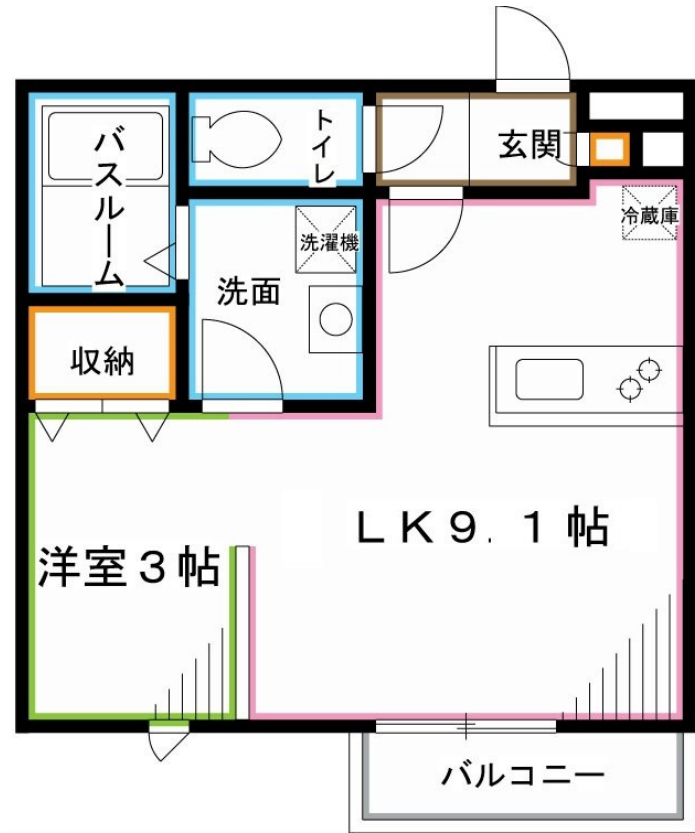 バスルーム
トイレ
玄関
冷蔵庫
洗濯機
洗面
収納
LK9.1帖
洋室3帖
バルコニー